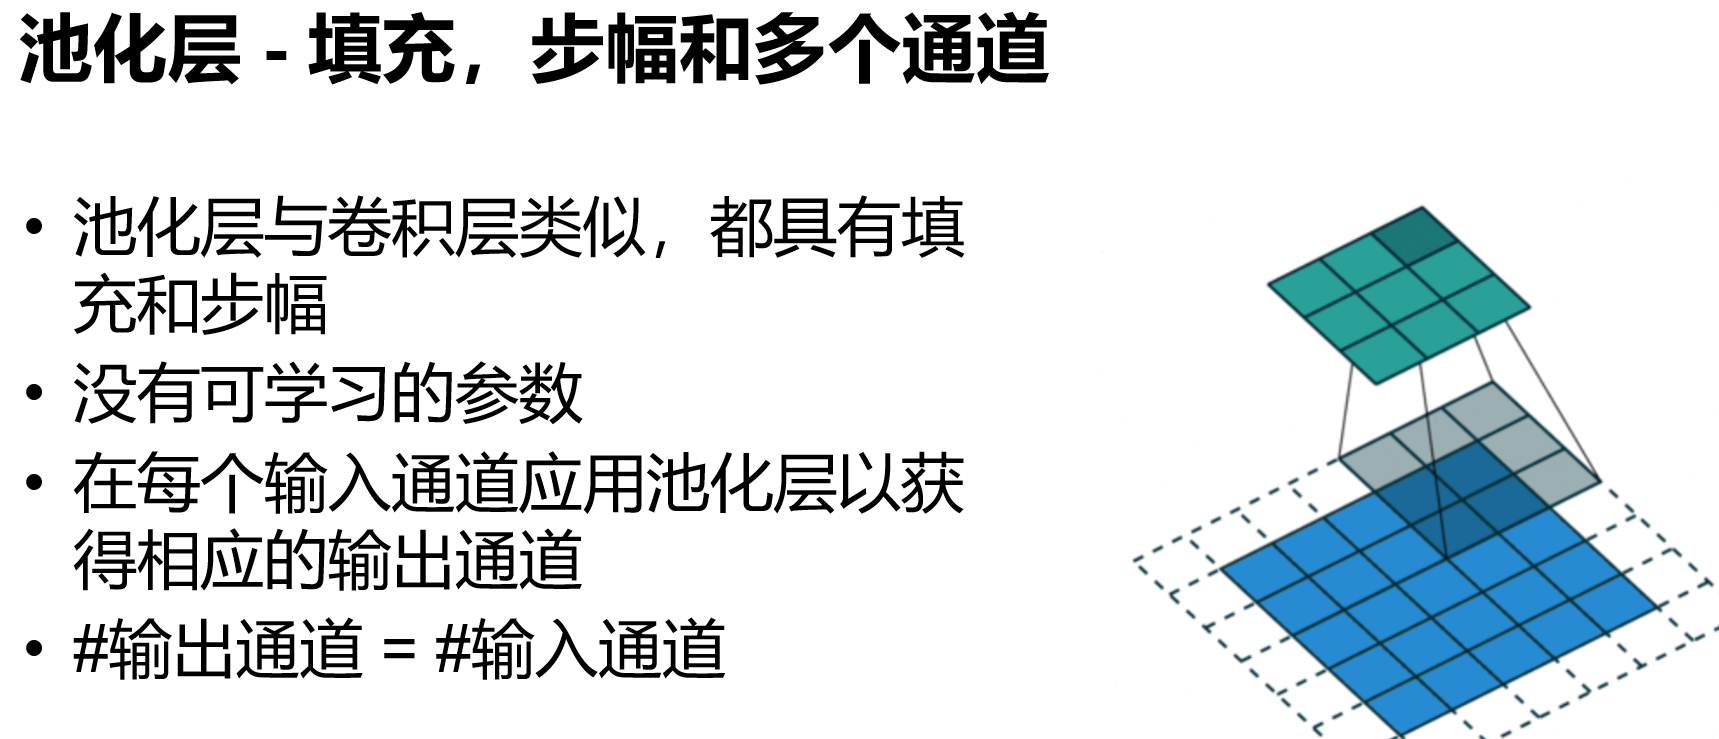 池化层 - 填充，步幅和多个通道
• 池化层与卷积层类似，都具有填
充和步幅
• 没有可学习的参数
• 在每个输入通道应用池化层以获
得相应的输出通道
• #输出通道 = #输入通道